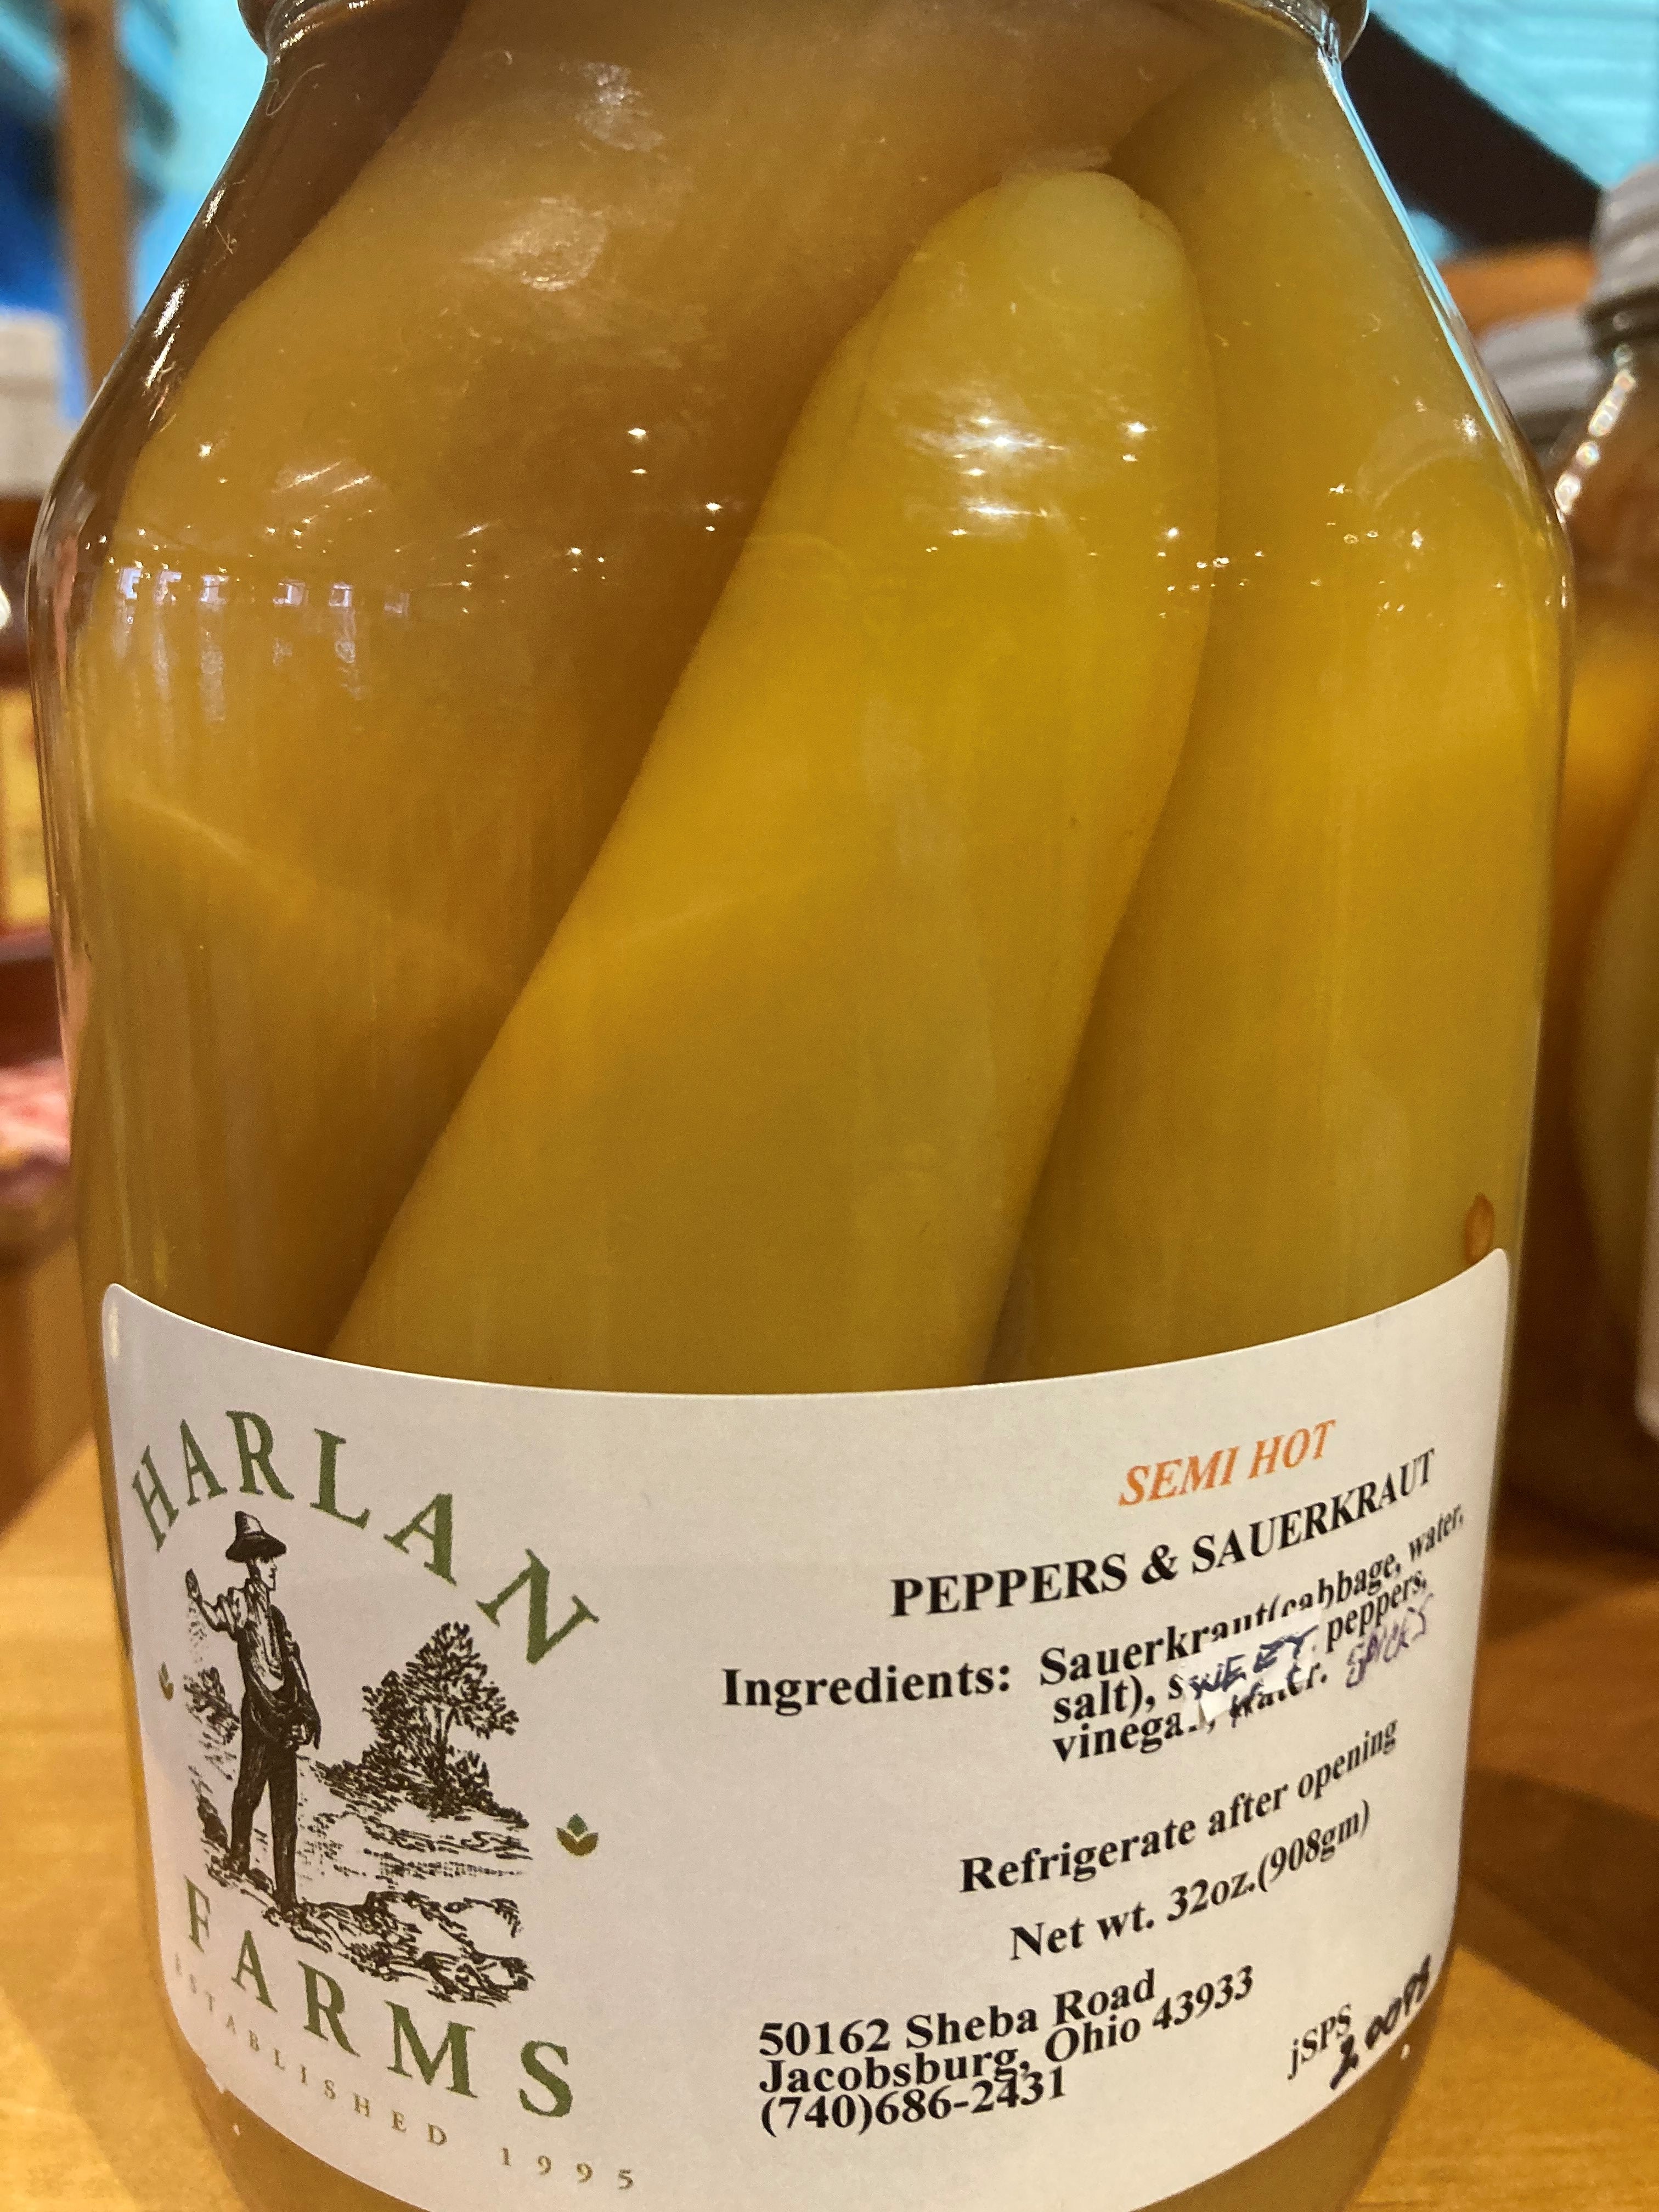 HARLAN
FARMS
ESTABLISHED 1995
SEMI HOT
PEPPERS & SAUERKRAUT
Ingredients: Sauerkraut(cabbage, water,
salt), SWEET peppers,
vinegar, water. SPICES
Refrigerate after opening
Net wt. 32oz.(908gm)
50162 Sheba Road
Jacobsburg, Ohio 43933
(740)686-2431
jSPS